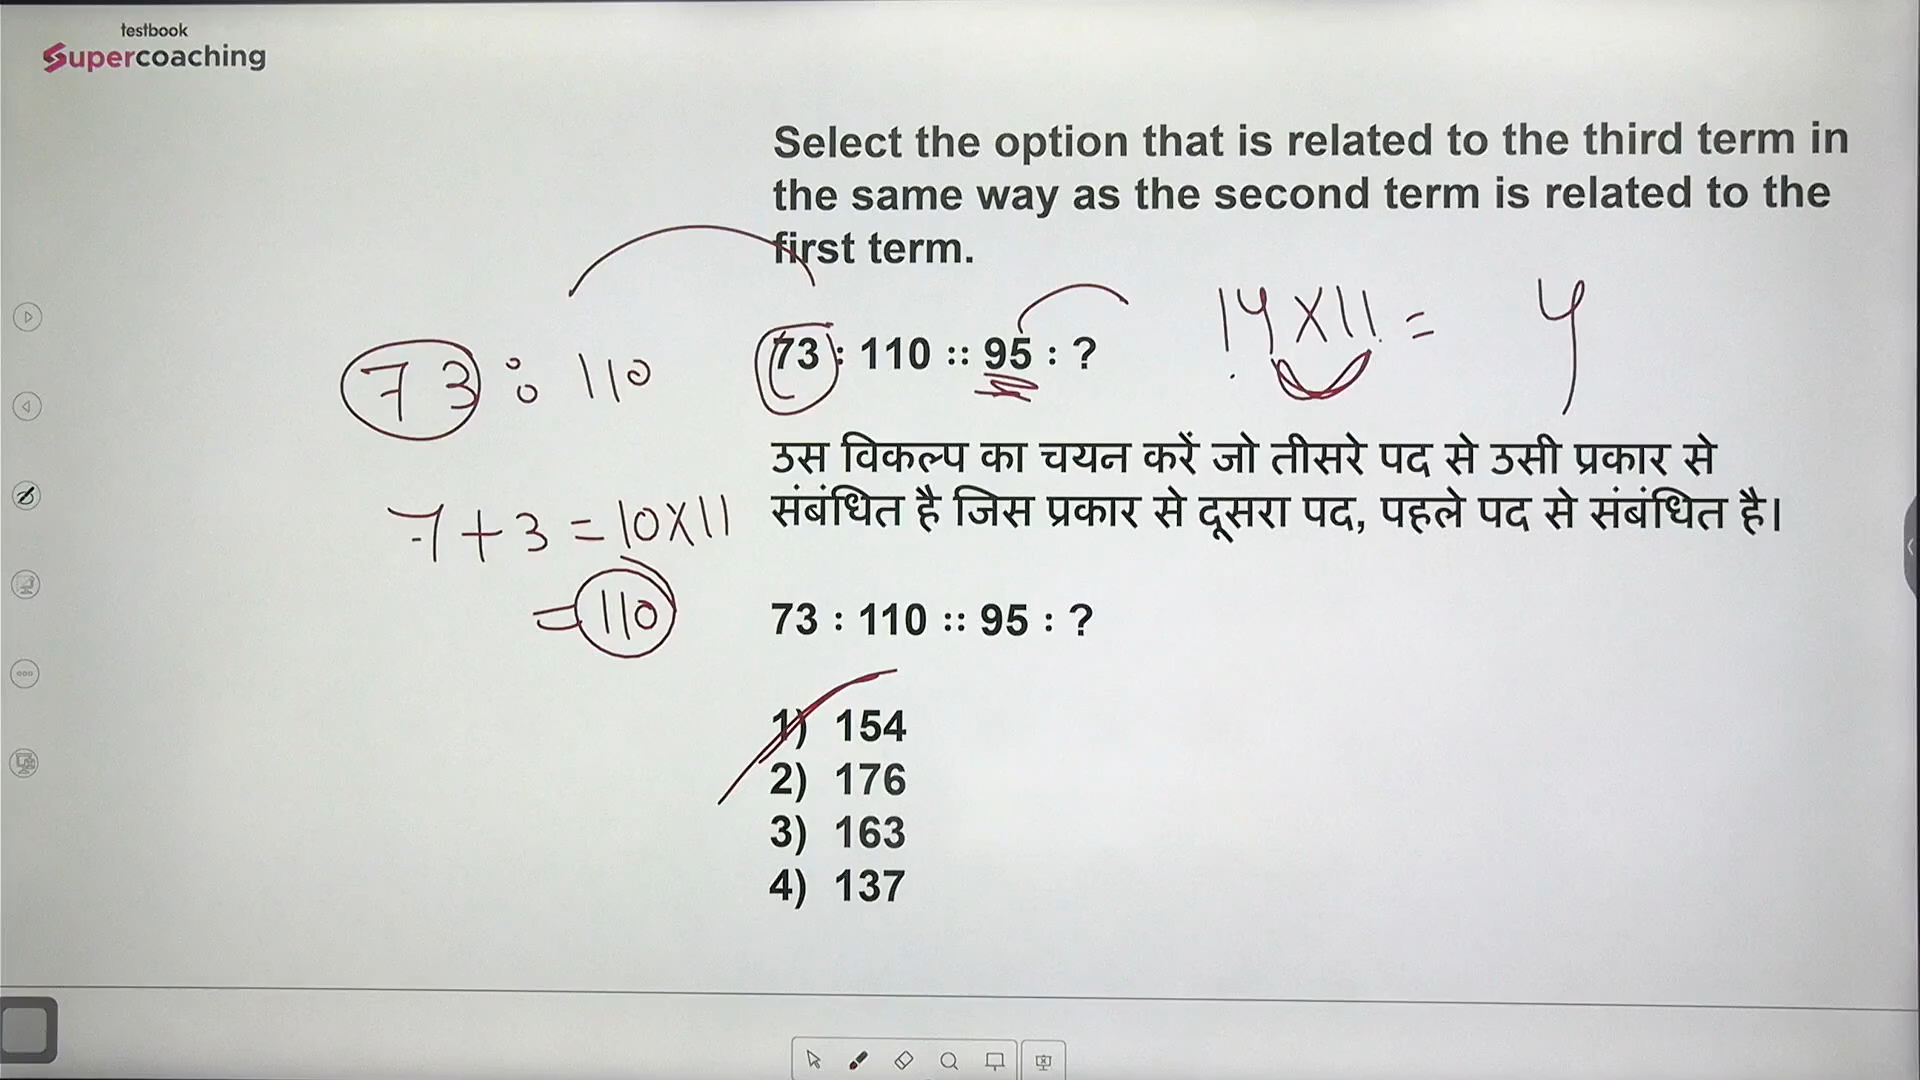 testbook
Supercoaching
Select the option that is related to the third term in
the same way as the second term is related to the
first term.
73 : 110 :: 95 : ?
14 X 11 = 4
73 : 110
7 + 3 = 10 X 11
= 110
उस विकल्प का चयन करें जो तीसरे पद से उसी प्रकार से
संबंधित है जिस प्रकार से दूसरा पद, पहले पद से संबंधित है।
73 : 110 :: 95 : ?
1) 154
2) 176
3) 163
4) 137